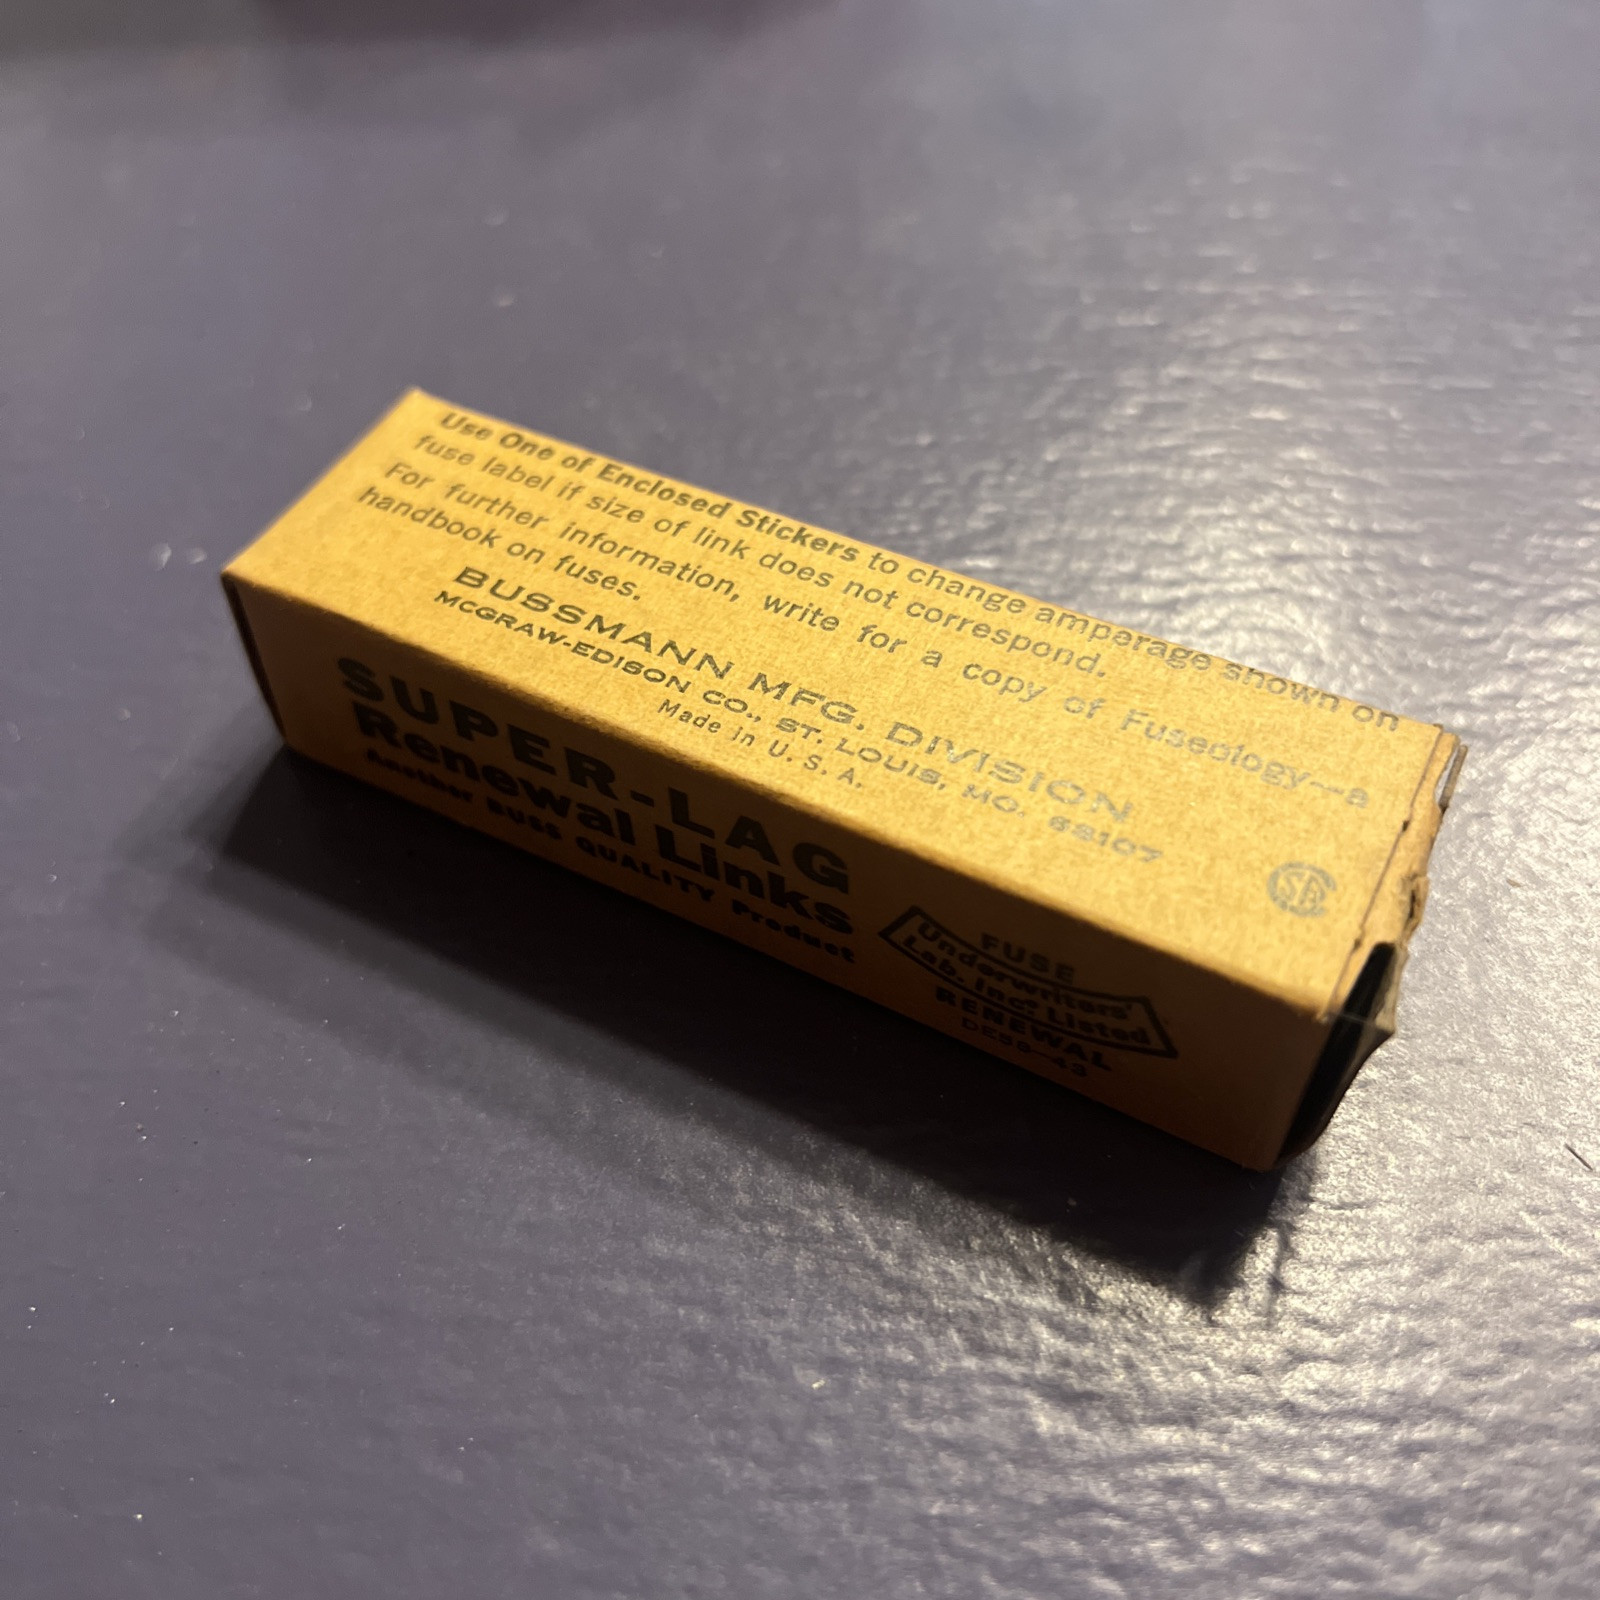 Use One of Enclosed Stickers to change amperage shown on
fuse label if size of link does not correspond.
For further information, write for a copy of Fuseology—a
handbook on fuses.
BUSSMANN MFG. DIVISION
MCGRAW-EDISON CO., ST. LOUIS, MO. 63107
Made in U. S. A.
SUPER-LAG
Renewal Links
Another BUSS QUALITY Product
FUSE
Underwriters'
Lab. Inc. Listed
RENEWAL